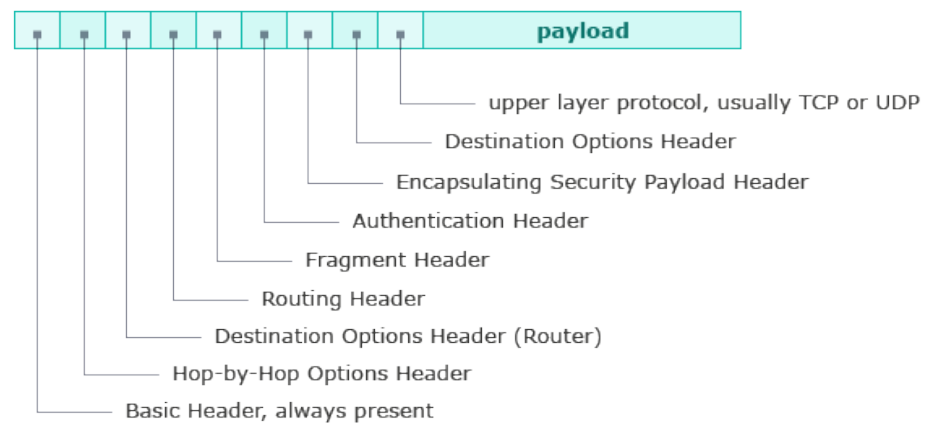 payload
upper layer protocol, usually TCP or UDP
Destination Options Header
Encapsulating Security Payload Header
Authentication Header
Fragment Header
Routing Header
Destination Options Header (Router)
Hop-by-Hop Options Header
Basic Header, always present